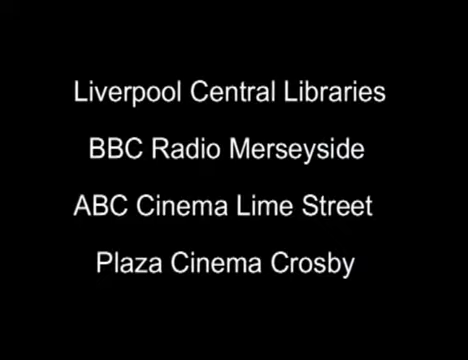 Liverpool Central Libraries
BBC Radio Merseyside
ABC Cinema Lime Street
Plaza Cinema Crosby